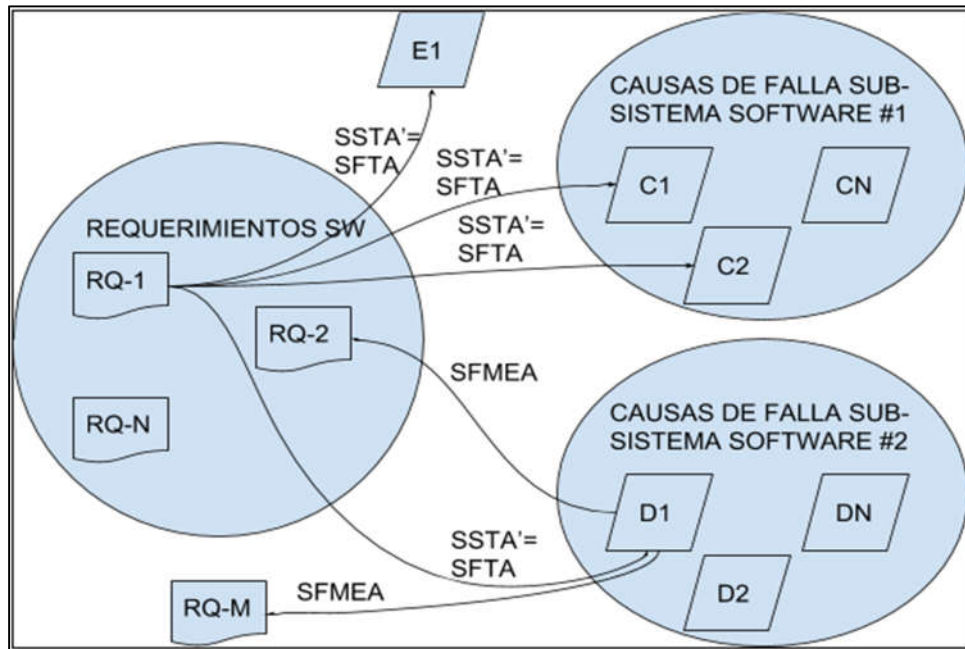 E1
SSTA'=
SFTA
SSTA'=
SFTA
SSTA'=
SFTA
REQUERIMIENTOS SW
RQ-1
RQ-2
RQ-N
CAUSAS DE FALLA SUB-
SISTEMA SOFTWARE #1
C1
CN
C2
SFMEA
CAUSAS DE FALLA SUB-
SISTEMA SOFTWARE #2
D1
DN
D2
SSTA'=
SFTA
SFMEA
RQ-M